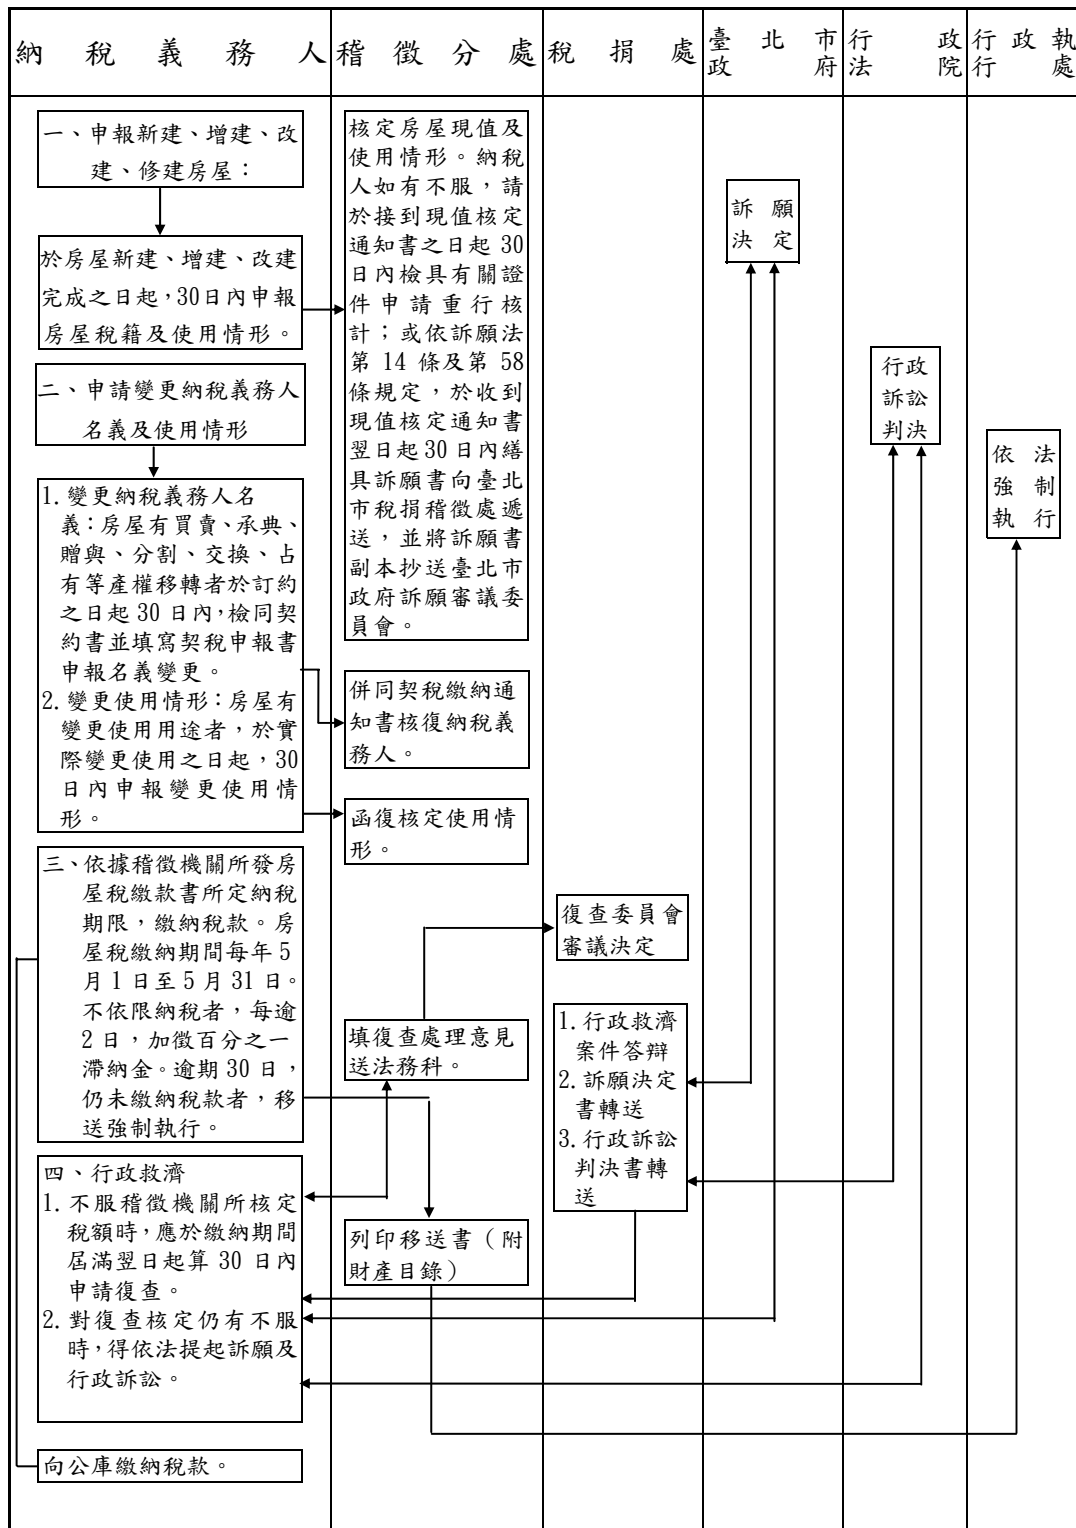 納稅義務人
稽徵分處
稅捐處
臺北市
政府
行政
法院
行政執
行處
一、申報新建、增建、改
建、修建房屋：
於房屋新建、增建、改建
完成之日起，30日內申報
房屋稅籍及使用情形。
二、申請變更納稅義務人
名義及使用情形
1. 變更納稅義務人名
義：房屋有買賣、承典、
贈與、分割、交換、占
有等產權移轉者於訂約
之日起 30 日內，檢同契
約書並填寫契稅申報書
申報名義變更。
2. 變更使用情形：房屋有
變更使用用途者，於實
際變更使用之日起，30
日內申報變更使用情
形。
三、依據稽徵機關所發房
屋稅繳款書所定納稅
期限，繳納稅款。房
屋稅繳納期間每年 5
月 1 日至 5 月 31 日。
不依限納稅者，每逾
2 日，加徵百分之一
滯納金。逾期 30 日，
仍未繳納稅款者，移
送強制執行。
四、行政救濟
1. 不服稽徵機關所核定
稅額時，應於繳納期間
屆滿翌日起算 30 日內
申請復查。
2. 對復查核定仍有不服
時，得依法提起訴願及
行政訴訟。
向公庫繳納稅款。
核定房屋現值及
使用情形。納稅
人如有不服，請
於接到現值核定
通知書之日起 30
日內檢具有關證
件申請重行核
計；或依訴願法
第 14 條及第 58
條規定，於收到
現值核定通知書
翌日起 30 日內繕
具訴願書向臺北
市稅捐稽徵處遞
送，並將訴願書
副本抄送臺北市
政府訴願審議委
員會。
併同契稅繳納通
知書核復納稅義
務人。
函復核定使用情
形。
填復查處理意見
送法務科。
列印移送書（附
財產目錄）
復查委員會
審議決定
1. 行政救濟
案件答辯
2. 訴願決定
書轉送
3. 行政訴訟
判決書轉
送
訴願
決定
行政
訴訟
判決
依法
強制
執行